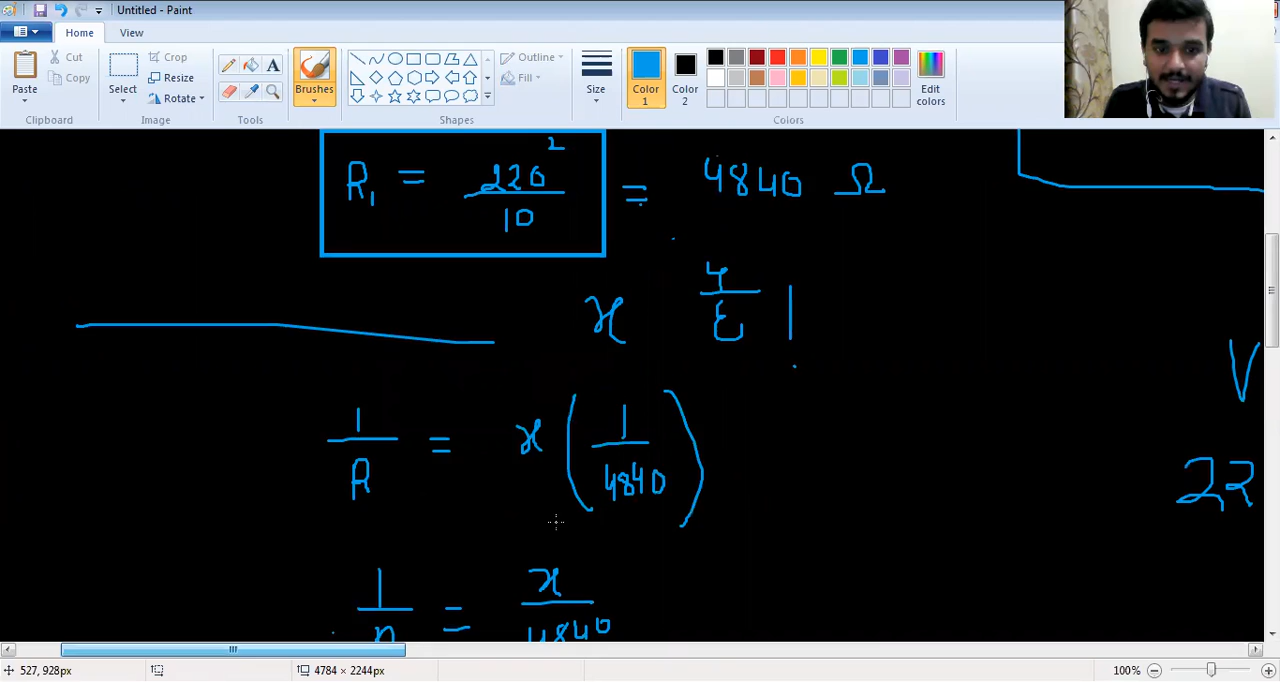 Untitled - Paint
Home View
Paste
Cut
Copy
Clipboard
Select
Crop
Resize
Rotate
Image
Tools
Brushes
Outline
Fill
Shapes
Size
Color 1
Color 2
Edit colors
Colors
R₁ = 220² / 10 = 4840 Ω
x
1/R = x (1/4840)
V
22
1/R = x/4840
527, 928px
4784 × 2244px
100%